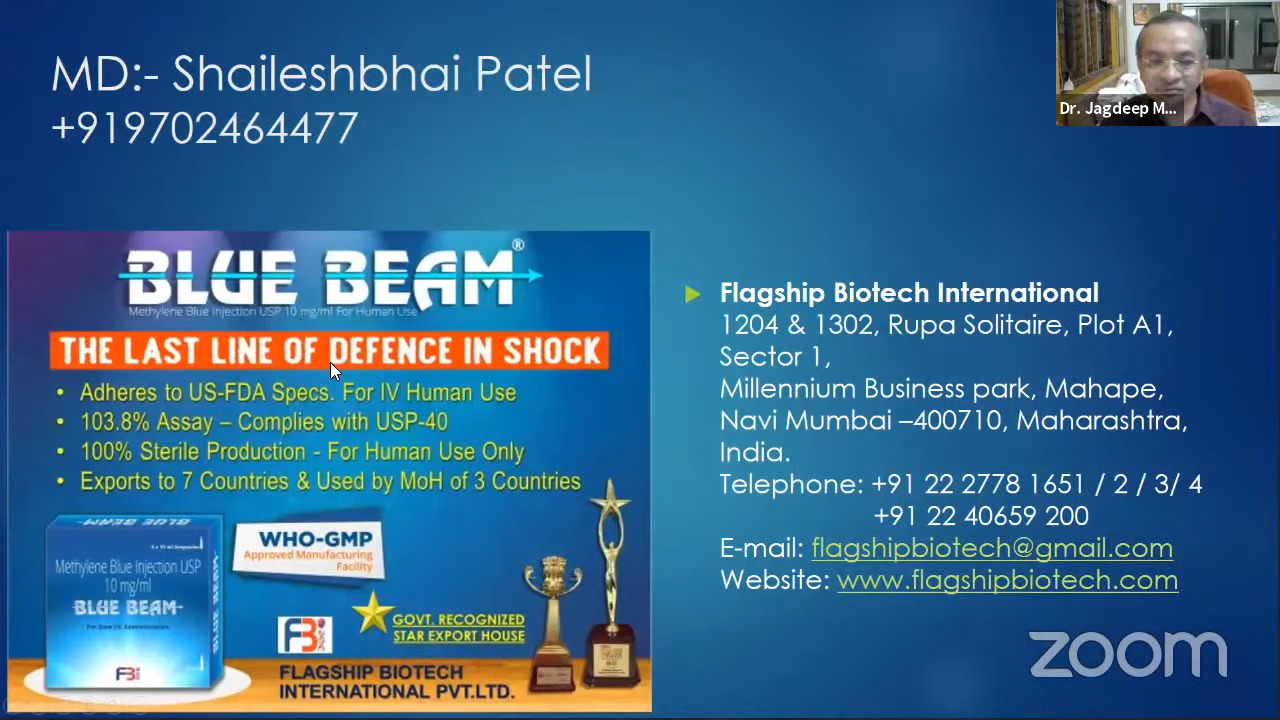 MD:- Shaileshbhai Patel
+919702464477
Dr. Jagdeep M...
BLUE BEAM®
Methylene Blue Injection USP 10 mg/ml For Human Use
THE LAST LINE OF DEFENCE IN SHOCK
• Adheres to US-FDA Specs. For IV Human Use
• 103.8% Assay – Complies with USP-40
• 100% Sterile Production - For Human Use Only
• Exports to 7 Countries & Used by MoH of 3 Countries
BLUE BEAM
Methylene Blue Injection USP
10 mg/ml
BLUE BEAM
BLUE BEAM
FB
WHO-GMP
Approved Manufacturing
Facility
GOVT. RECOGNIZED
STAR EXPORT HOUSE
FB
FLAGSHIP BIOTECH
INTERNATIONAL PVT.LTD.
Flagship Biotech International
1204 & 1302, Rupa Solitaire, Plot A1,
Sector 1,
Millennium Business park, Mahape,
Navi Mumbai –400710, Maharashtra,
India.
Telephone: +91 22 2778 1651 / 2 / 3/ 4
+91 22 40659 200
E-mail: flagshipbiotech@gmail.com
Website: www.flagshipbiotech.com
zoom